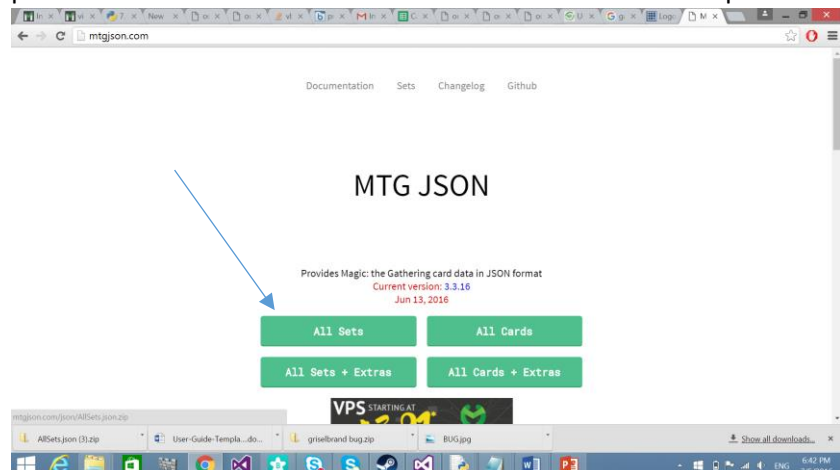 mtgjson.com
Documentation Sets Changelog Github
MTG JSON
Provides Magic: the Gathering card data in JSON format
Current version: 3.3.16
Jun 13, 2016
All Sets All Cards
All Sets + Extras All Cards + Extras
VPS STARTING AT
mtgjson.com/json/AllSets.json.zip
AllSets.json (3).zip User-Guide-Templa....do... griselbrand bug.zip BUG.jpg Show all downloads...
ENG 6:42 PM